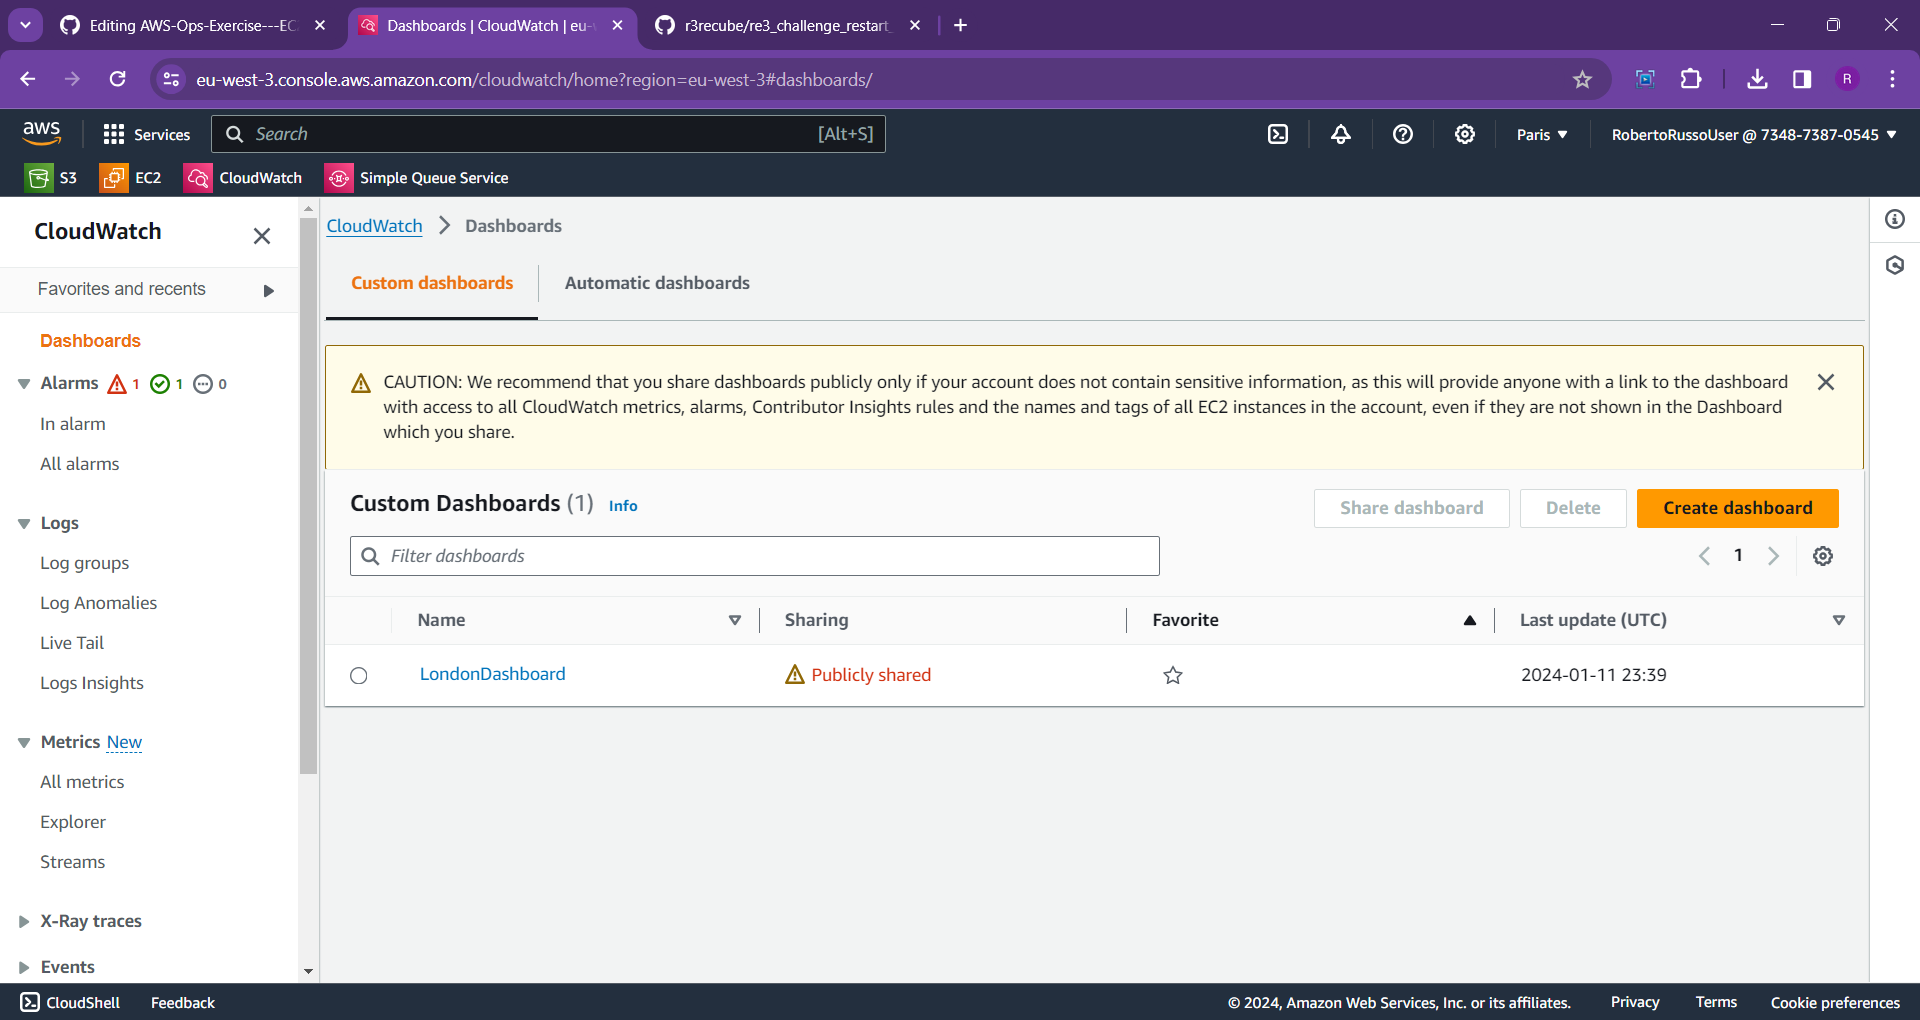 Editing AWS-Ops-Exercise---EC
Dashboards | CloudWatch | eu-
r3recube/re3_challenge_restart_
eu-west-3.console.aws.amazon.com/cloudwatch/home?region=eu-west-3#dashboards/
R
aws
Services
Search
[Alt+S]
Paris
RobertoRussoUser @ 7348-7387-0545
S3
EC2
CloudWatch
Simple Queue Service
CloudWatch
Favorites and recents
Dashboards
Alarms 1 1 0
In alarm
All alarms
Logs
Log groups
Log Anomalies
Live Tail
Logs Insights
Metrics New
All metrics
Explorer
Streams
X-Ray traces
Events
CloudWatch > Dashboards
Custom dashboards
Automatic dashboards
CAUTION: We recommend that you share dashboards publicly only if your account does not contain sensitive information, as this will provide anyone with a link to the dashboard
with access to all CloudWatch metrics, alarms, Contributor Insights rules and the names and tags of all EC2 instances in the account, even if they are not shown in the Dashboard
which you share.
Custom Dashboards (1) Info
Share dashboard
Delete
Create dashboard
Filter dashboards
1
Name
Sharing
Favorite
Last update (UTC)
LondonDashboard
Publicly shared
2024-01-11 23:39
CloudShell
Feedback
© 2024, Amazon Web Services, Inc. or its affiliates.
Privacy
Terms
Cookie preferences